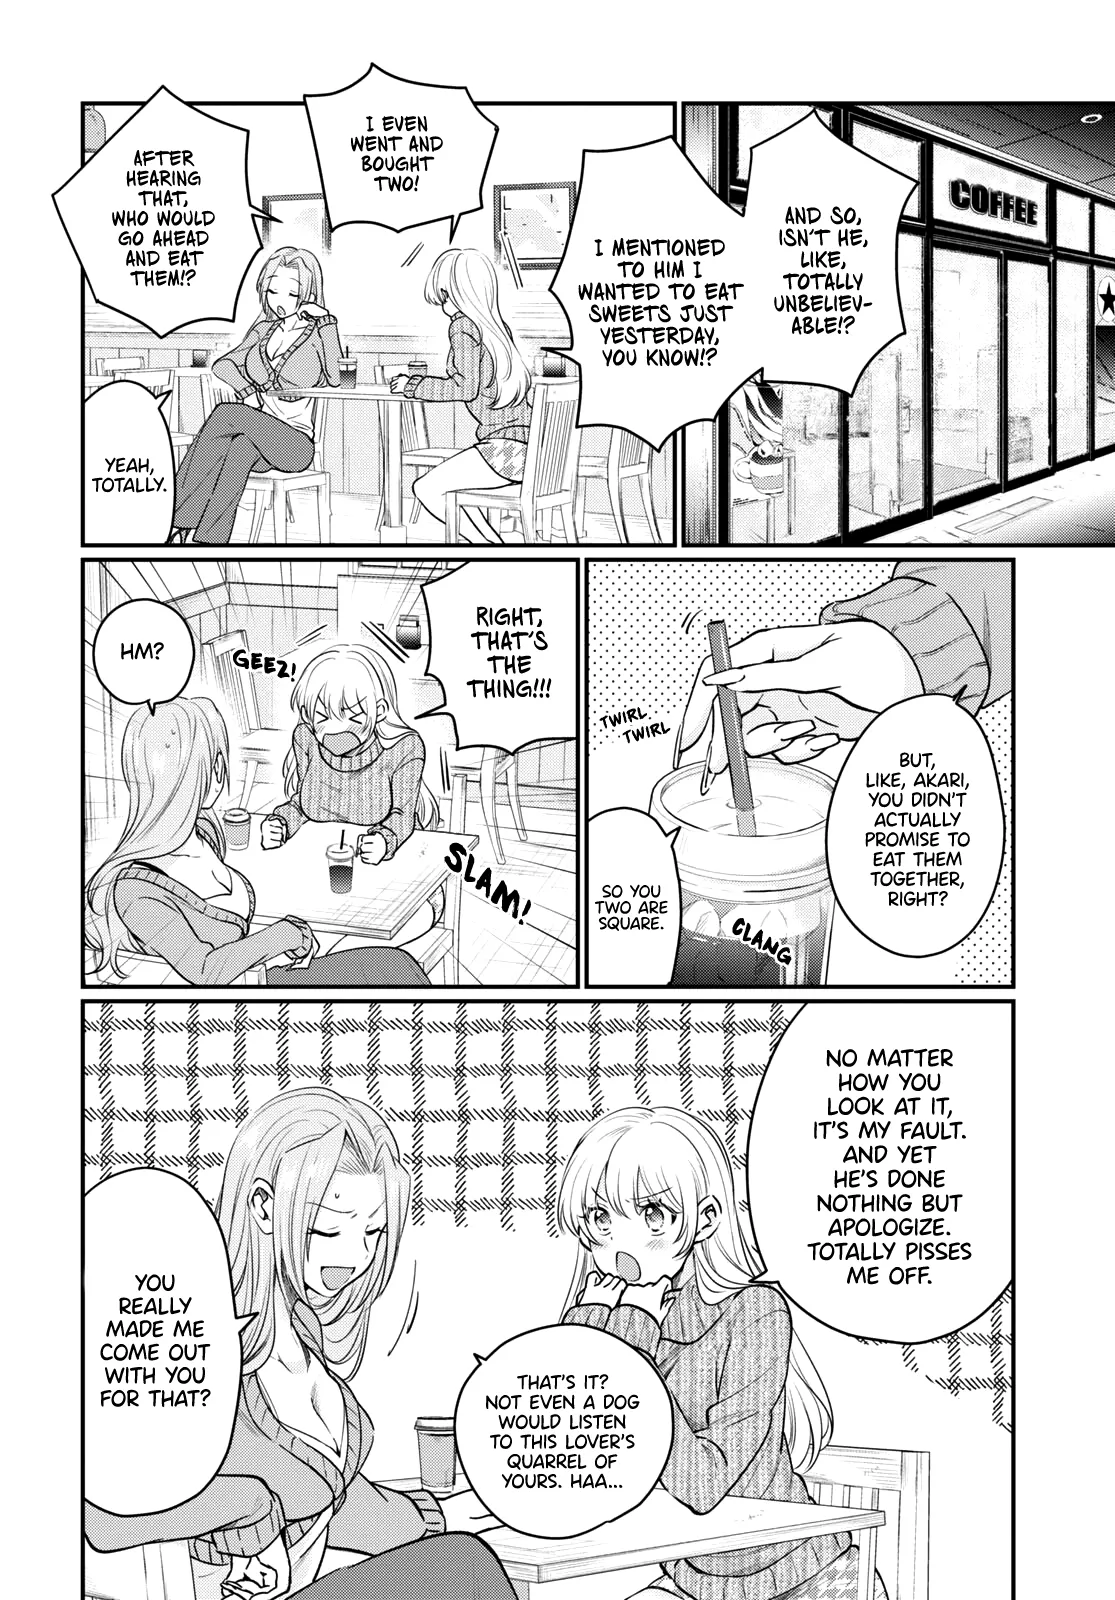 COFFEE
AND SO,
ISN'T HE,
LIKE,
TOTALLY
UNBELIEV-
ABLE!?
I MENTIONED
TO HIM I
WANTED TO EAT
SWEETS JUST
YESTERDAY,
YOU KNOW!?
I EVEN
WENT AND
BOUGHT
TWO!
AFTER
HEARING
THAT,
WHO WOULD
GO AHEAD
AND EAT
THEM!?
YEAH,
TOTALLY.
TWIRL
TWIRL
BUT,
LIKE, AKARI,
YOU DIDN'T
ACTUALLY
PROMISE TO
EAT THEM
TOGETHER,
RIGHT?
SO YOU
TWO ARE
SQUARE.
CLANG
RIGHT,
THAT'S
THE
THING!!!
GEEZ!
HM?
SLAM!
NO MATTER
HOW YOU
LOOK AT IT,
IT'S MY FAULT.
AND YET
HE'S DONE
NOTHING BUT
APOLOGIZE.
TOTALLY PISSES
ME OFF.
YOU
REALLY
MADE ME
COME OUT
WITH YOU
FOR THAT?
THAT'S IT?
NOT EVEN A DOG
WOULD LISTEN
TO THIS LOVER'S
QUARREL OF
YOURS. HAA...